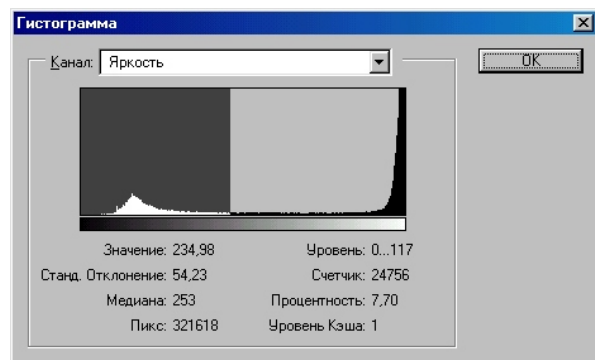 Гистограмма
Канал: Яркость
OK
Значение: 234,98
Уровень: 0...117
Станд. Отклонение: 54,23
Счетчик: 24756
Медиана: 253
Процентность: 7,70
Пикс: 321618
Уровень Кэша: 1